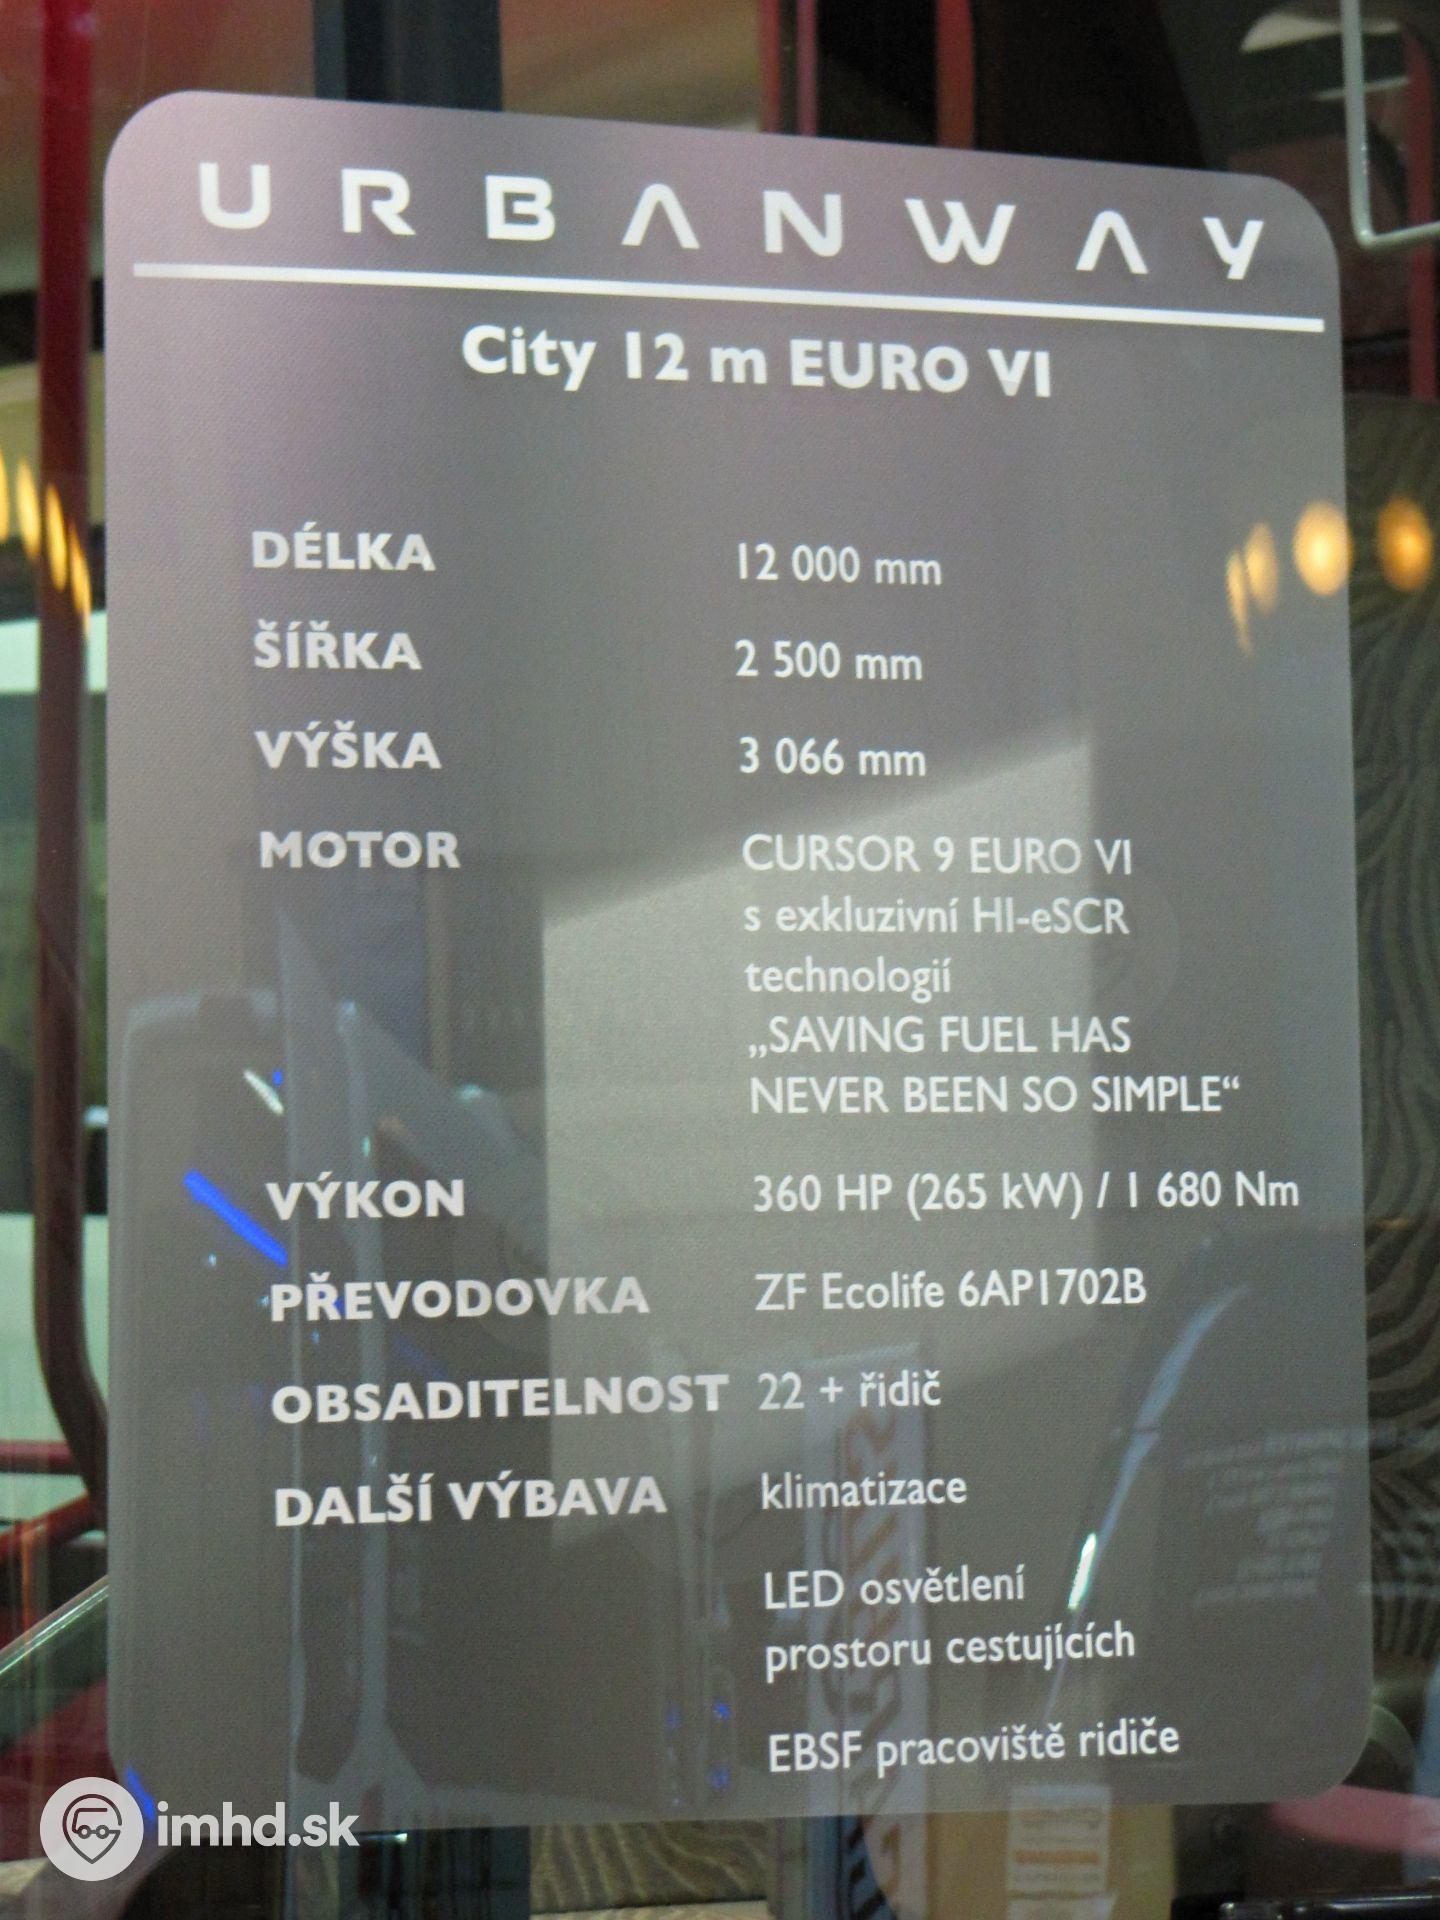 URBANWAY
City 12 m EURO VI
DÉLKA 12 000 mm
ŠÍŘKA 2 500 mm
VÝŠKA 3 066 mm
MOTOR CURSOR 9 EURO VI
s exkluzivní HI-eSCR
technologií
„SAVING FUEL HAS
NEVER BEEN SO SIMPLE“
VÝKON 360 HP (265 kW) / 1 680 Nm
PŘEVODOVKA ZF Ecolife 6AP1702B
OBSADITELNOST 22 + řidič
DALŠÍ VÝBAVA klimatizace
LED osvětlení
prostoru cestujících
EBSF pracoviště ridiče
imhd.sk